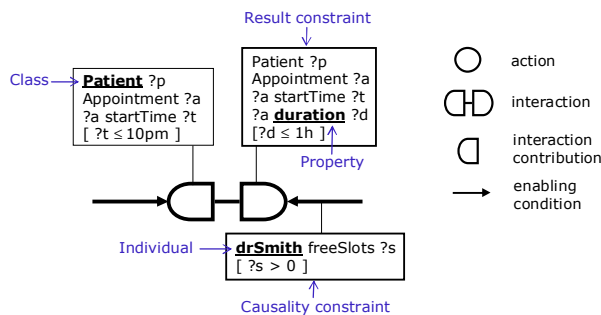 Result constraint
Class
Patient ?p
Appointment ?a
?a startTime ?t
[ ?t ≤ 10pm ]
Patient ?p
Appointment ?a
?a startTime ?t
?a duration ?d
[?d ≤ 1h ]
Property
Individual
drSmith freeSlots ?s
[ ?s > 0 ]
Causality constraint
action
interaction
interaction
contribution
enabling
condition